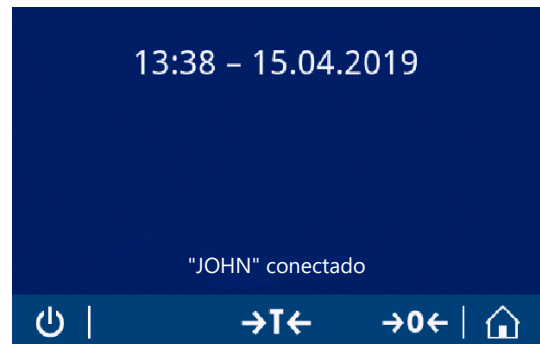 13:38 – 15.04.2019
"JOHN" conectado
→T← →0←